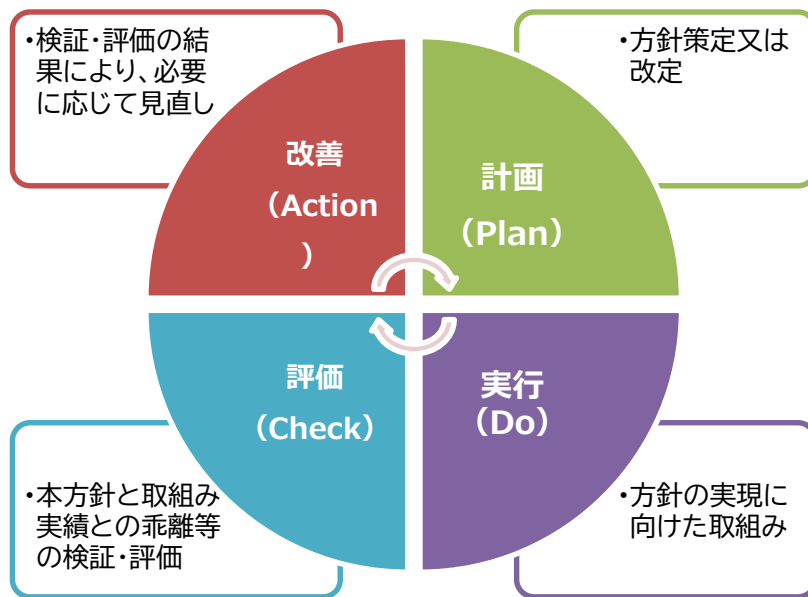 ・検証・評価の結
果により、必要
に応じて見直し
・方針策定又は
改定
改善
（Action
）
計画
（Plan）
評価
（Check）
実行
（Do）
・本方針と取組み
実績との乖離等
の検証・評価
・方針の実現に
向けた取組み